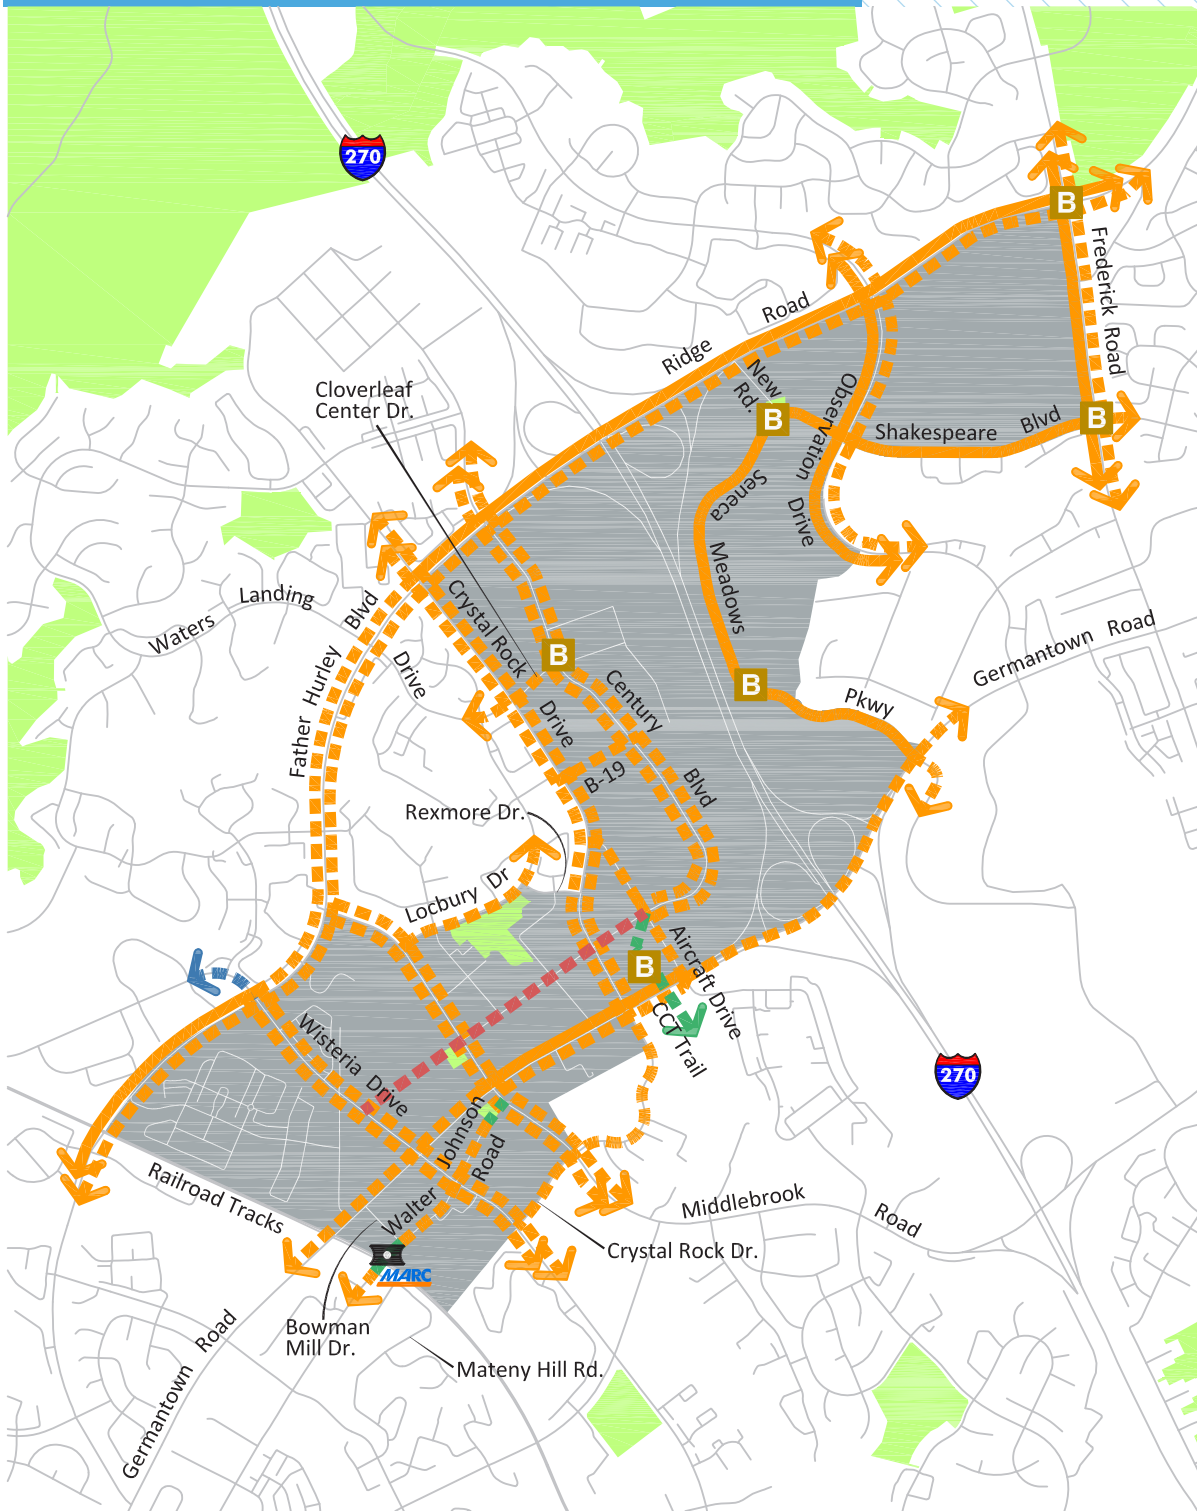 270
B
Frederick Road
Ridge Road
New
Rd.
B
B
Observation Drive
Shakespeare Blvd
Cloverleaf
Center Dr.
Seneca Meadows Pkwy
Waters Landing Drive
Father Hurley Blvd
Crystal Rock Drive
B
Century Blvd
B
Germantown Road
B-19
Rexmore Dr.
Locbury Dr
Aircraft Drive
B
CCT Trail
Wisteria Drive
270
Walter Johnson Road
Railroad Tracks
Middlebrook Road
Crystal Rock Dr.
MARC
Bowman
Mill Dr.
Germantown Road
Mateny Hill Rd.